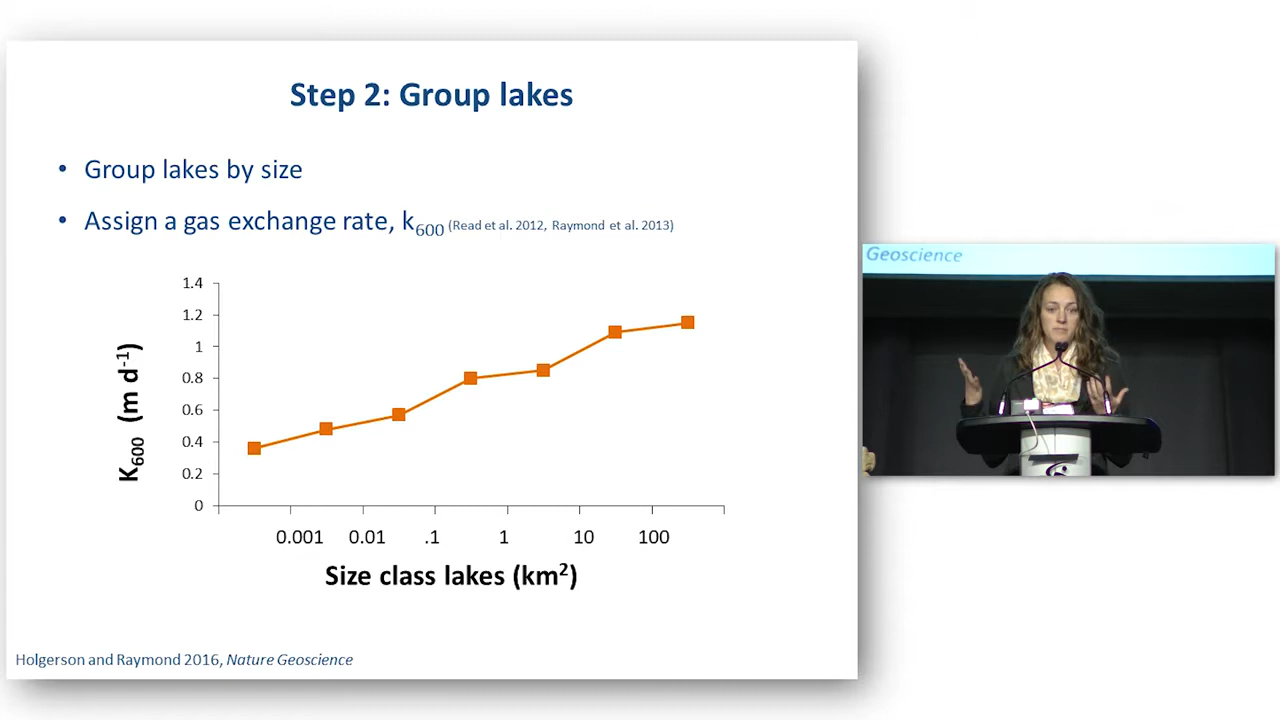 Step 2: Group lakes
• Group lakes by size
• Assign a gas exchange rate, k600 (Read et al. 2012, Raymond et al. 2013)
1.4
1.2
1
0.8
0.6
0.4
0.2
0
K600 (m d-1)
0.001 0.01 .1 1 10 100
Size class lakes (km2)
Holgerson and Raymond 2016, Nature Geoscience
Geoscience